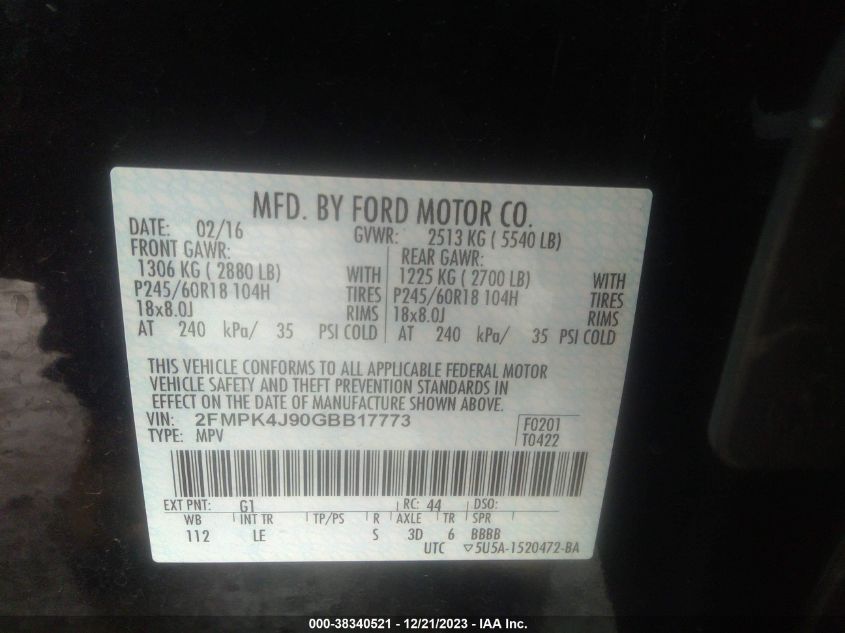 MFD. BY FORD MOTOR CO.
DATE: 02/16 GVWR: 2513 KG ( 5540 LB)
FRONT GAWR: REAR GAWR:
1306 KG ( 2880 LB) WITH 1225 KG ( 2700 LB) WITH
P245/60R18 104H TIRES P245/60R18 104H TIRES
18x8.0J RIMS 18x8.0J RIMS
AT 240 kPa/ 35 PSI COLD AT 240 kPa/ 35 PSI COLD
THIS VEHICLE CONFORMS TO ALL APPLICABLE FEDERAL MOTOR
VEHICLE SAFETY AND THEFT PREVENTION STANDARDS IN
EFFECT ON THE DATE OF MANUFACTURE SHOWN ABOVE.
VIN: 2FMPK4J90GBB17773 F0201
TYPE: MPV T0422
EXT PNT: G1 RC: 44 DSO:
WB INT TR TP/PS R AXLE TR SPR
112 LE S 3D 6 BBBB
UTC ▽5U5A-1520472-BA
000-38340521 - 12/21/2023 - IAA Inc.